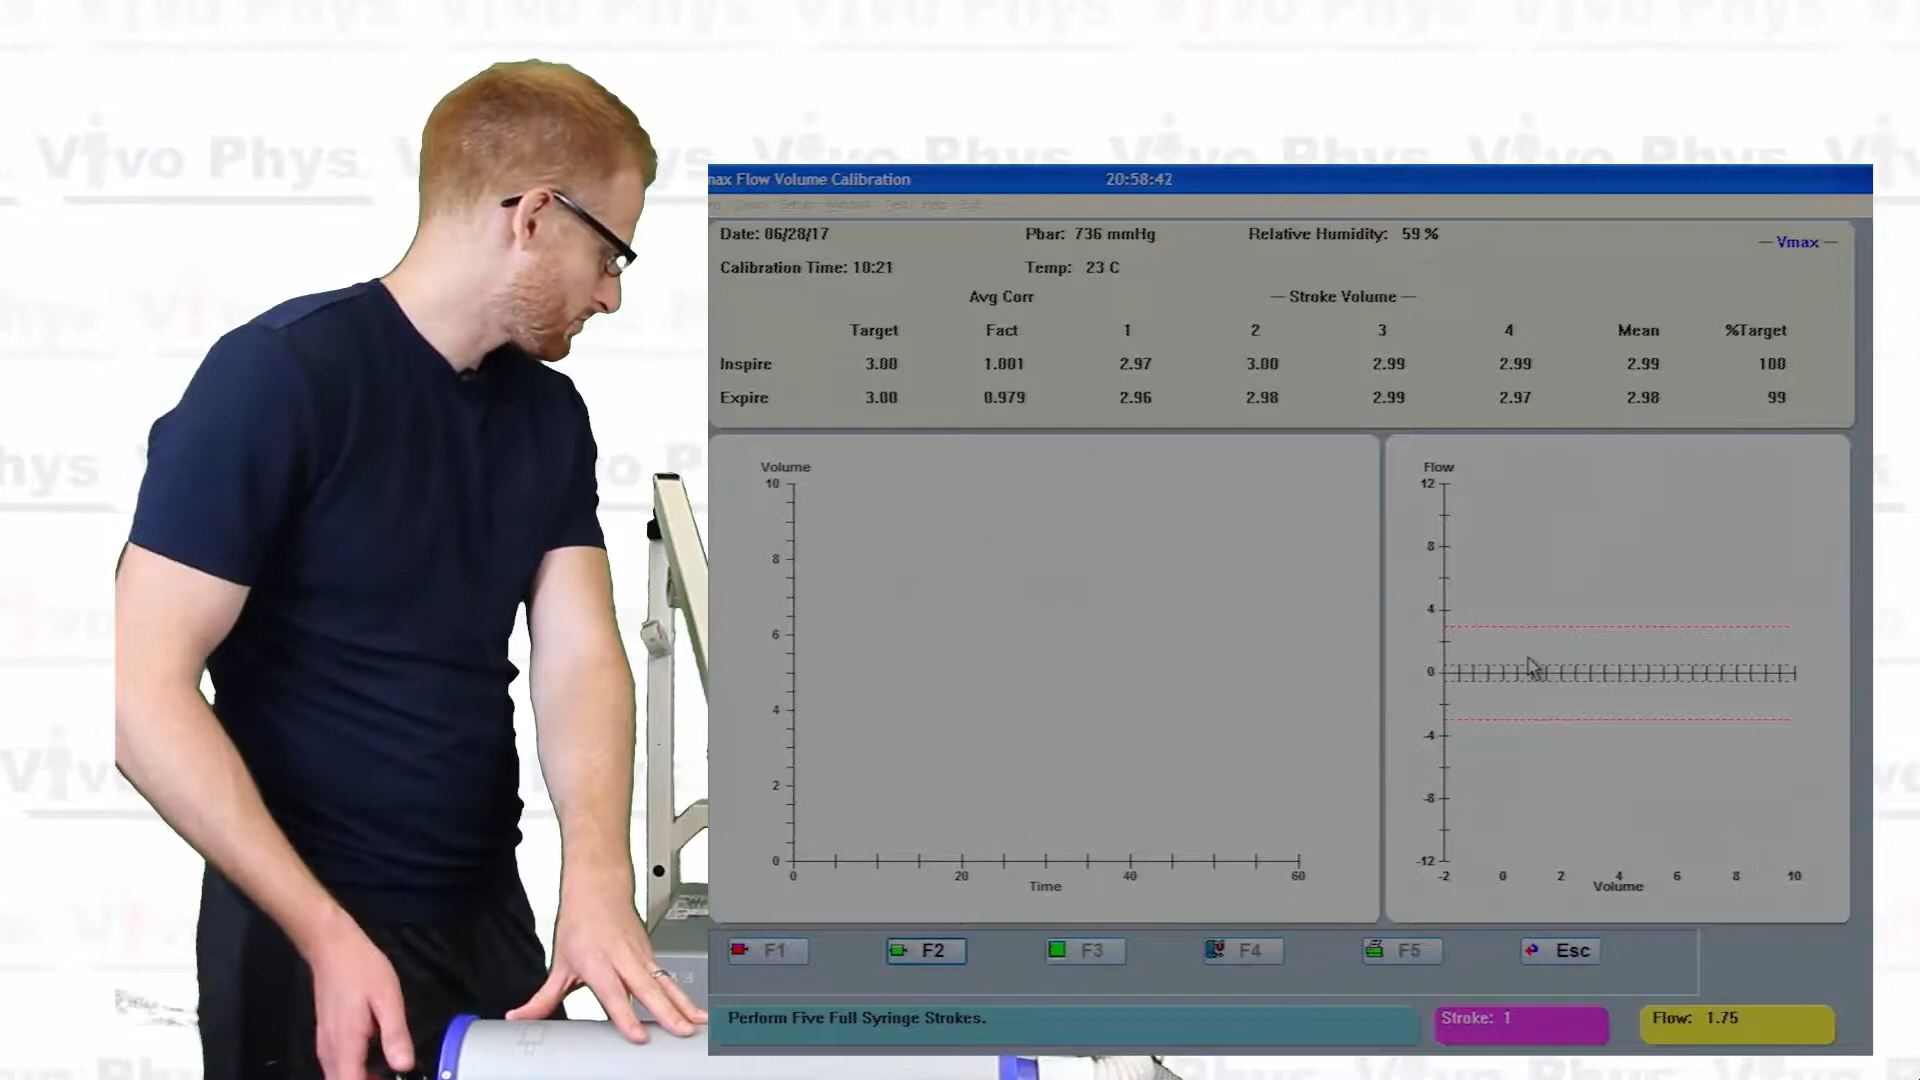 Vivo Phys
max Flow Volume Calibration 20:58:42
Date: 06/28/17 Pbar: 736 mmHg Relative Humidity: 59 % Vmax
Calibration Time: 10:21 Temp: 23 C
Avg Corr — Stroke Volume —
Target Fact 1 2 3 4 Mean %Target
Inspire 3.00 1.001 2.97 3.00 2.99 2.99 2.99 100
Expire 3.00 0.979 2.96 2.98 2.99 2.97 2.98 99
Volume
10
8
6
4
2
0
0 20 40 60
Time
Flow
12
8
4
0
-4
-8
-12
-2 0 2 4 6 8 10
Volume
F1 F2 F3 F4 F5 Esc
Perform Five Full Syringe Strokes. Stroke: 1 Flow: 1.75